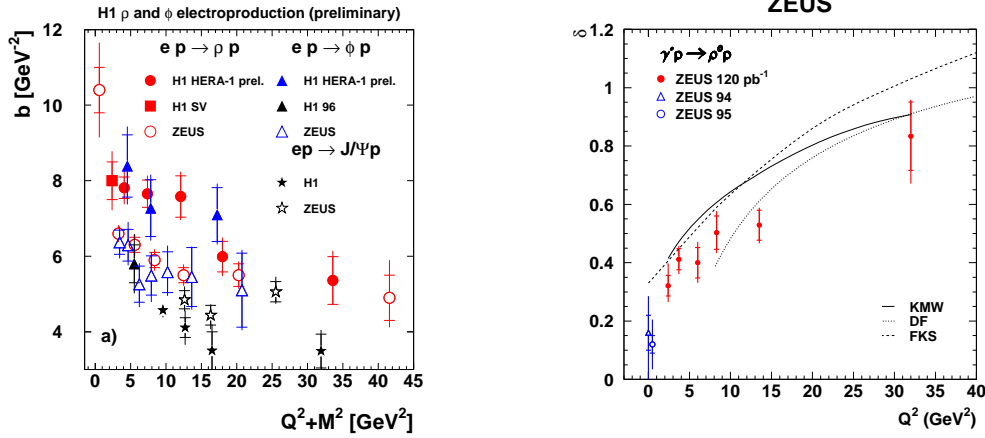 H1 ρ and ϕ electroproduction (preliminary)
b [GeV⁻²]
12
10
8
6
4
e p → ρ p
H1 HERA-1 prel.
H1 SV
ZEUS
e p → ϕ p
H1 HERA-1 prel.
H1 96
ZEUS
ep → J/Ψp
H1
ZEUS
a)
0 5 10 15 20 25 30 35 40 45
Q²+M² [GeV²]
ZEUS
δ
1.2
1
0.8
0.6
0.4
0.2
0
γ*p → ρ⁰p
ZEUS 120 pb⁻¹
ZEUS 94
ZEUS 95
KMW
DF
FKS
0 5 10 15 20 25 30 35 40
Q² (GeV²)